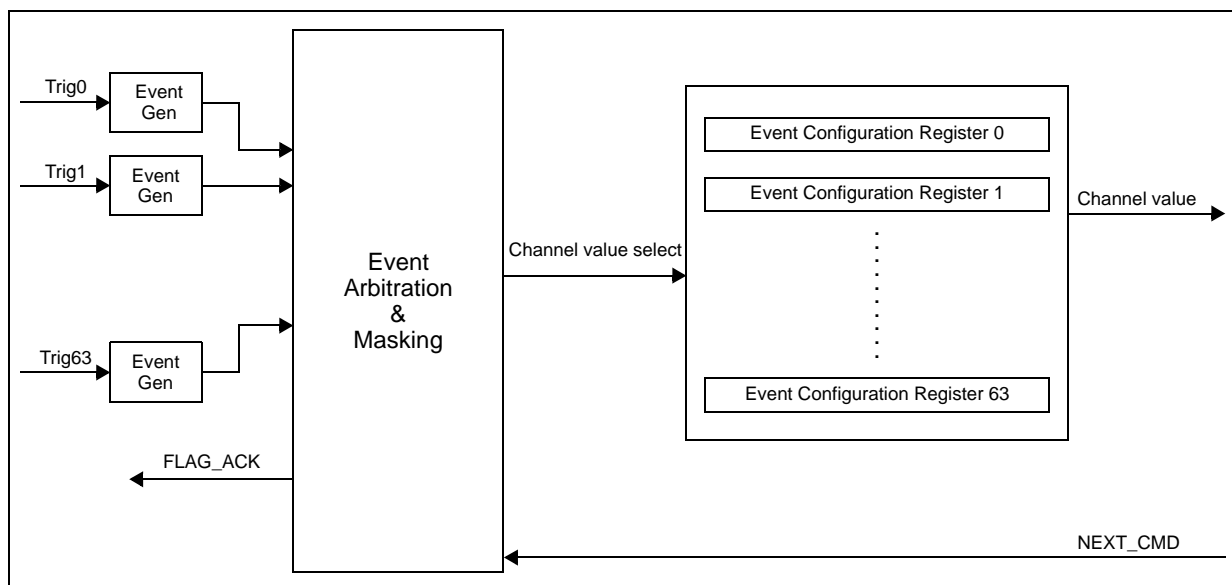 Trig0
Event
Gen
Trig1
Event
Gen
Trig63
Event
Gen
FLAG_ACK
Event
Arbitration
&
Masking
Channel value select
Event Configuration Register 0
Event Configuration Register 1
Event Configuration Register 63
Channel value
NEXT_CMD